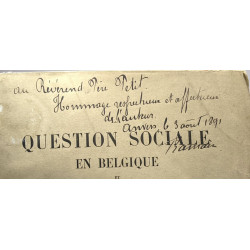 au Révérend Père Petit
Hommage respectueux et affectueux
de l'auteur
Anvers, le 3 août 1891
QUESTION SOCIALE
EN BELGIQUE
ET